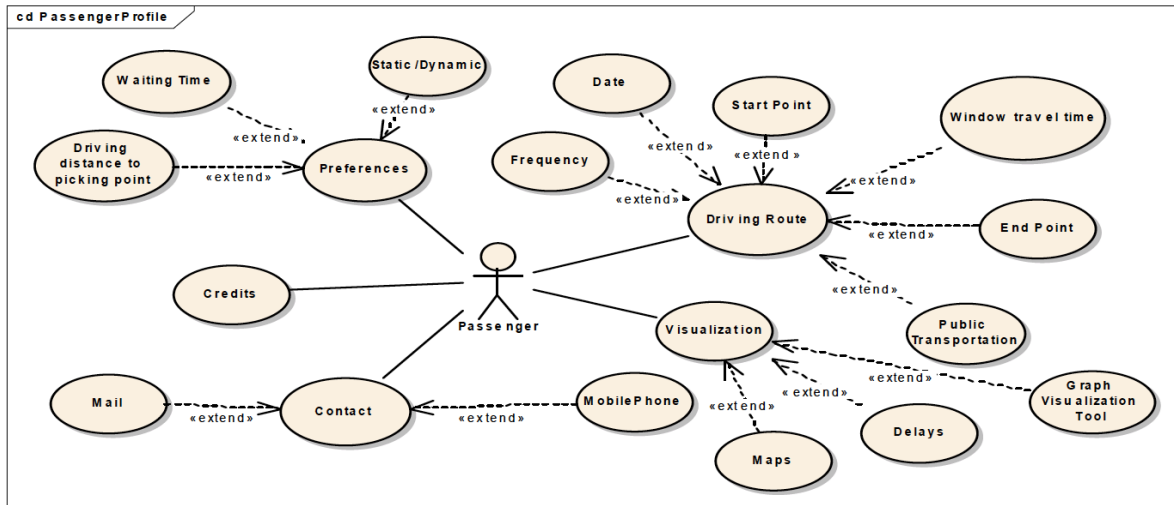 cd PassengerProfile
Static/Dynamic
Waiting Time
Date
Start Point
Window travel time
«extend»
«extend»
«extend»
«extend»
Driving
distance to
picking point
«extend»
Preferences
Frequency
«extend»
«extend»
Driving Route
«extend»
End Point
«extend»
Credits
Passenger
Visualization
Public
Transportation
«extend»
Mail
«extend»
Contact
«extend»
MobilePhone
«extend»
«extend»
Graph
Visualization
Tool
Delays
Maps